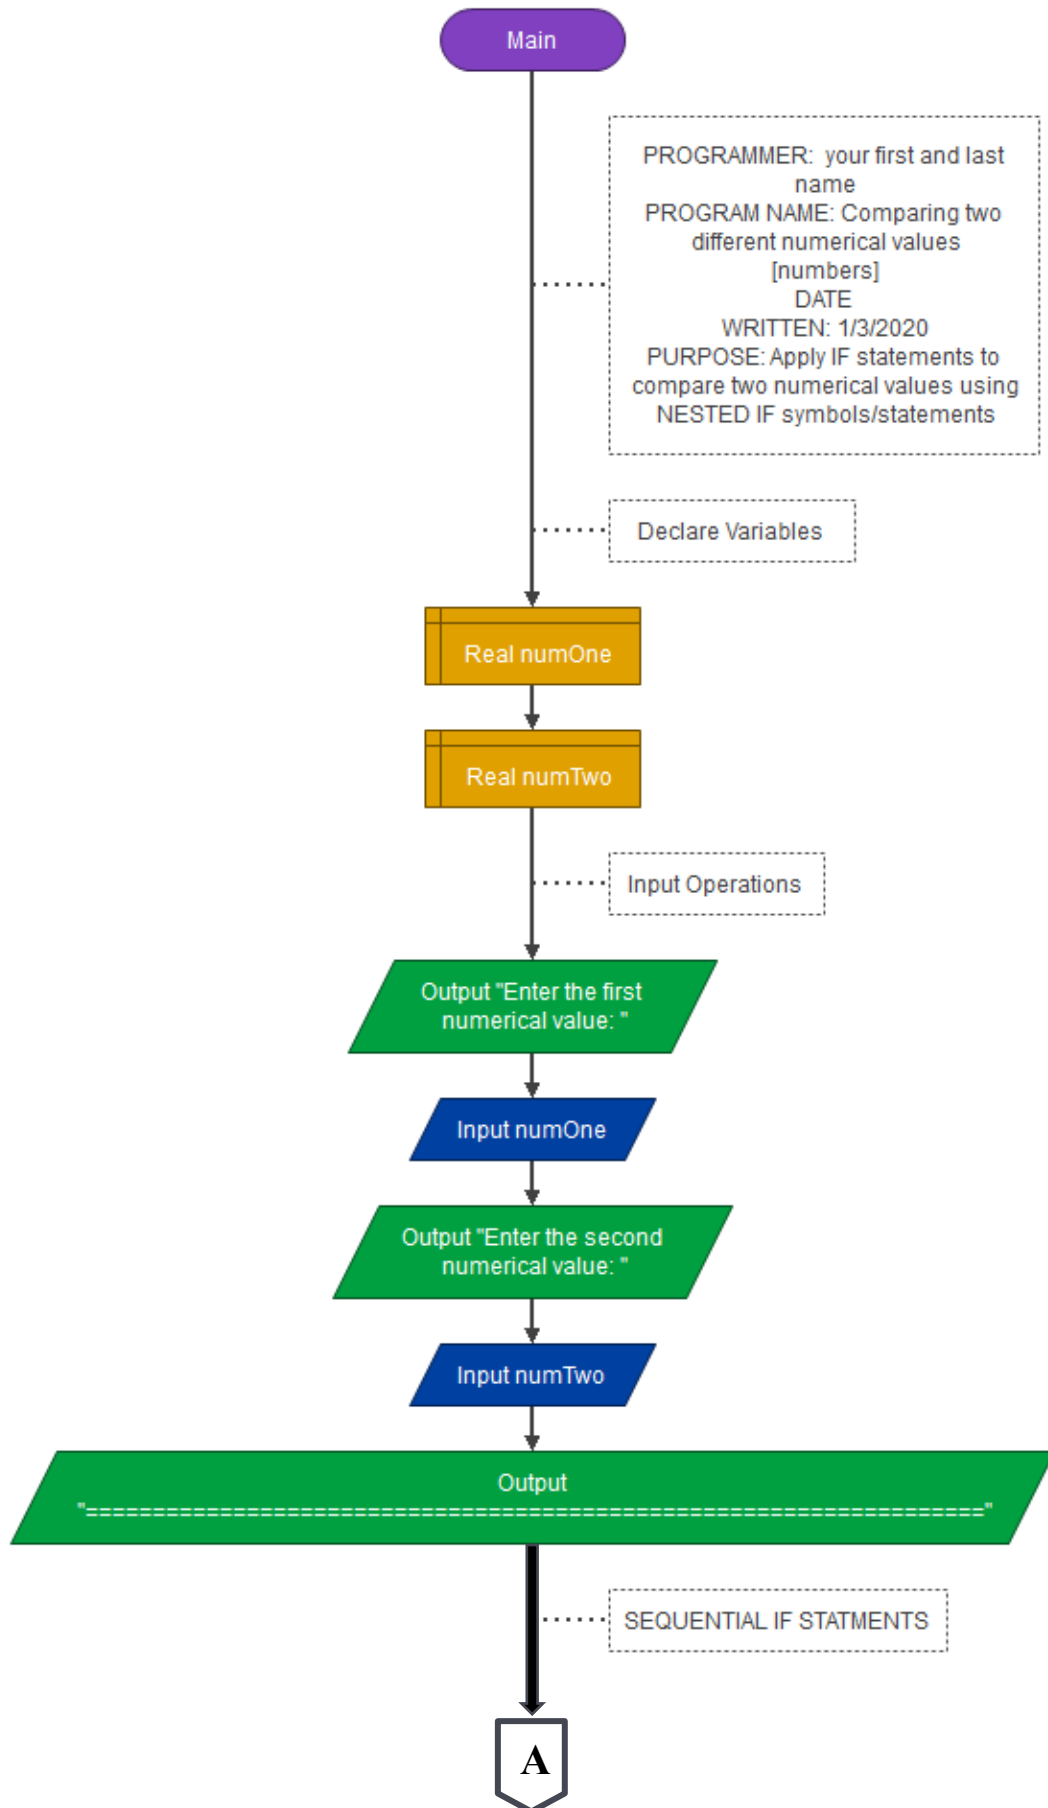 Main
PROGRAMMER: your first and last
name
PROGRAM NAME: Comparing two
different numerical values
[numbers]
DATE
WRITTEN: 1/3/2020
PURPOSE: Apply IF statements to
compare two numerical values using
NESTED IF symbols/statements
Declare Variables
Real numOne
Real numTwo
Input Operations
Output "Enter the first
numerical value: "
Input numOne
Output "Enter the second
numerical value: "
Input numTwo
Output
"===================================================================="
SEQUENTIAL IF STATMENTS
A